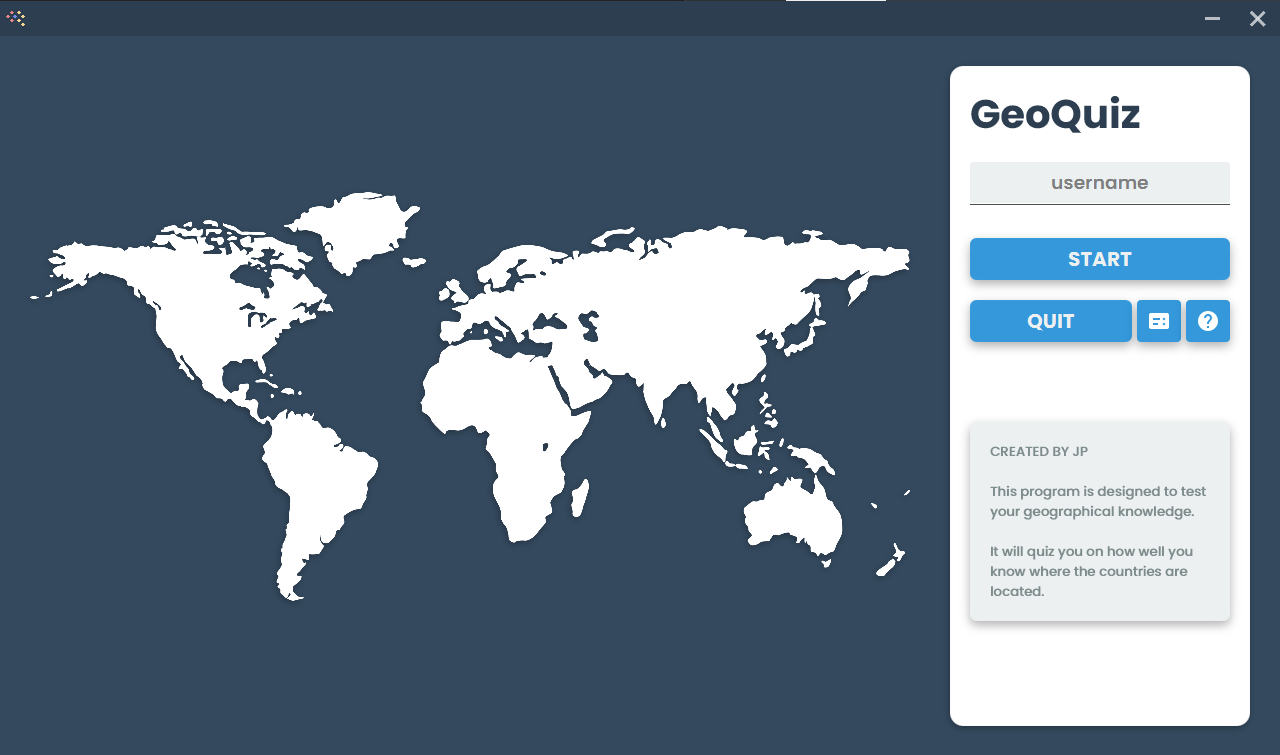 GeoQuiz
username
START
QUIT
CREATED BY JP
This program is designed to test
your geographical knowledge.
It will quiz you on how well you
know where the countries are
located.